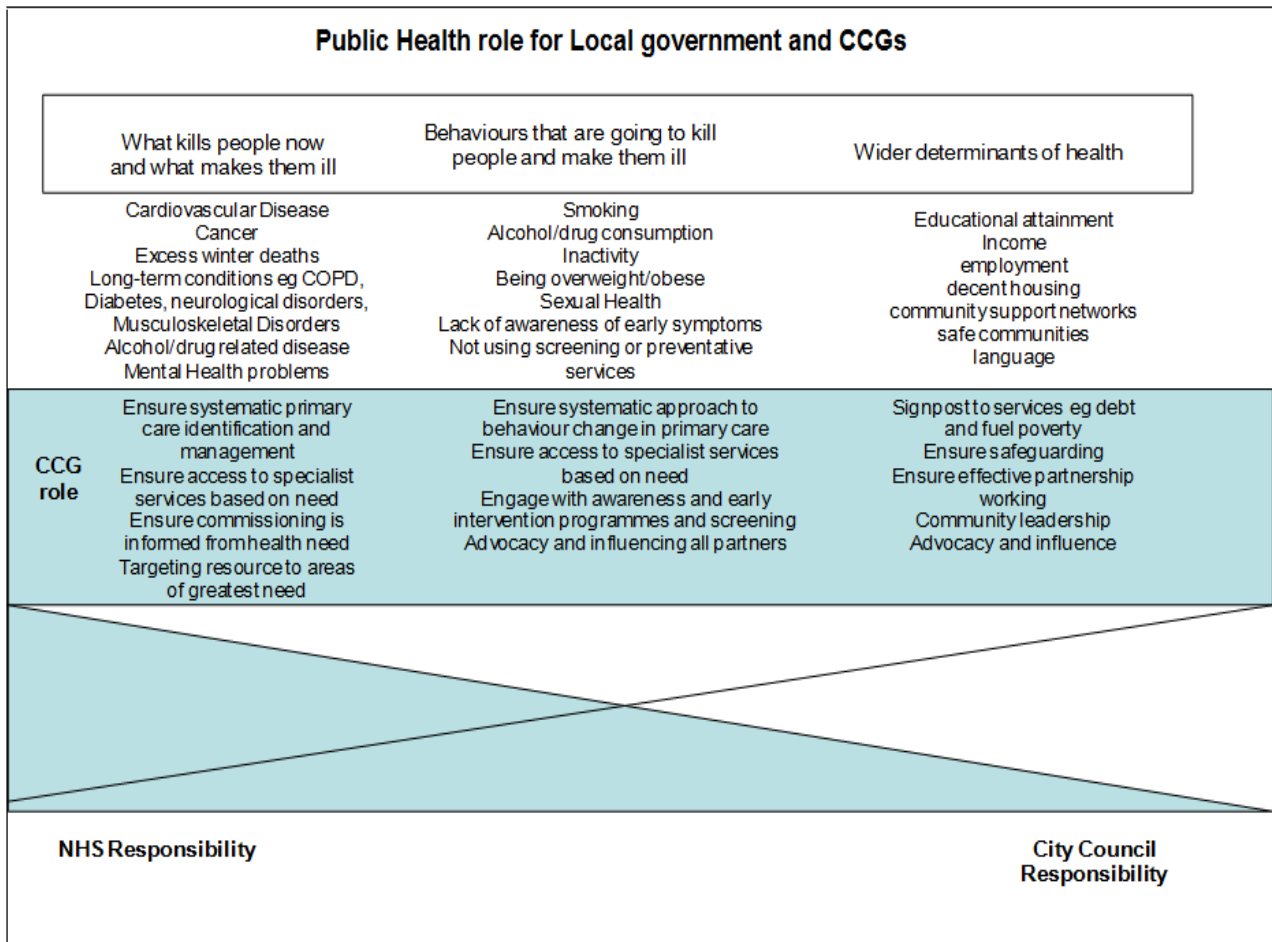 Public Health role for Local government and CCGs
What kills people now
and what makes them ill
Behaviours that are going to kill
people and make them ill
Wider determinants of health
Cardiovascular Disease
Cancer
Excess winter deaths
Long-term conditions eg COPD,
Diabetes, neurological disorders,
Musculoskeletal Disorders
Alcohol/drug related disease
Mental Health problems
Smoking
Alcohol/drug consumption
Inactivity
Being overweight/obese
Sexual Health
Lack of awareness of early symptoms
Not using screening or preventative
services
Educational attainment
Income
employment
decent housing
community support networks
safe communities
language
CCG
role
Ensure systematic primary
care identification and
management
Ensure access to specialist
services based on need
Ensure commissioning is
informed from health need
Targeting resource to areas
of greatest need
Ensure systematic approach to
behaviour change in primary care
Ensure access to specialist services
based on need
Engage with awareness and early
intervention programmes and screening
Advocacy and influencing all partners
Signpost to services eg debt
and fuel poverty
Ensure safeguarding
Ensure effective partnership
working
Community leadership
Advocacy and influence
NHS Responsibility
City Council
Responsibility